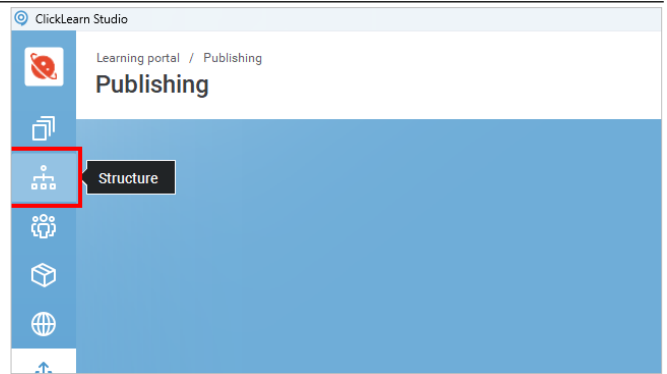 ClickLearn Studio
Learning portal / Publishing
Publishing
Structure